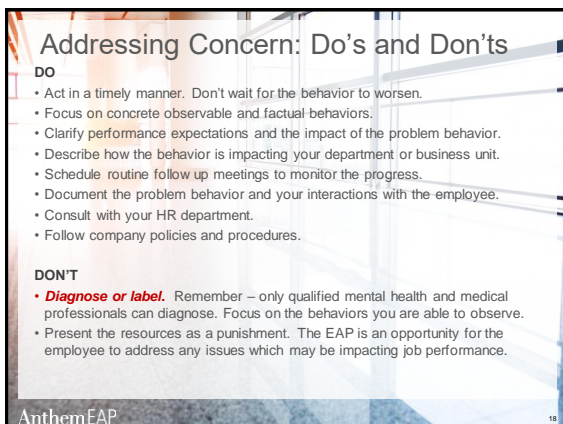 Addressing Concern: Do's and Don'ts
DO
• Act in a timely manner. Don't wait for the behavior to worsen.
• Focus on concrete observable and factual behaviors.
• Clarify performance expectations and the impact of the problem behavior.
• Describe how the behavior is impacting your department or business unit.
• Schedule routine follow up meetings to monitor the progress.
• Document the problem behavior and your interactions with the employee.
• Consult with your HR department.
• Follow company policies and procedures.
DON'T
• Diagnose or label. Remember – only qualified mental health and medical
professionals can diagnose. Focus on the behaviors you are able to observe.
• Present the resources as a punishment. The EAP is an opportunity for the
employee to address any issues which may be impacting job performance.
Anthem EAP
18